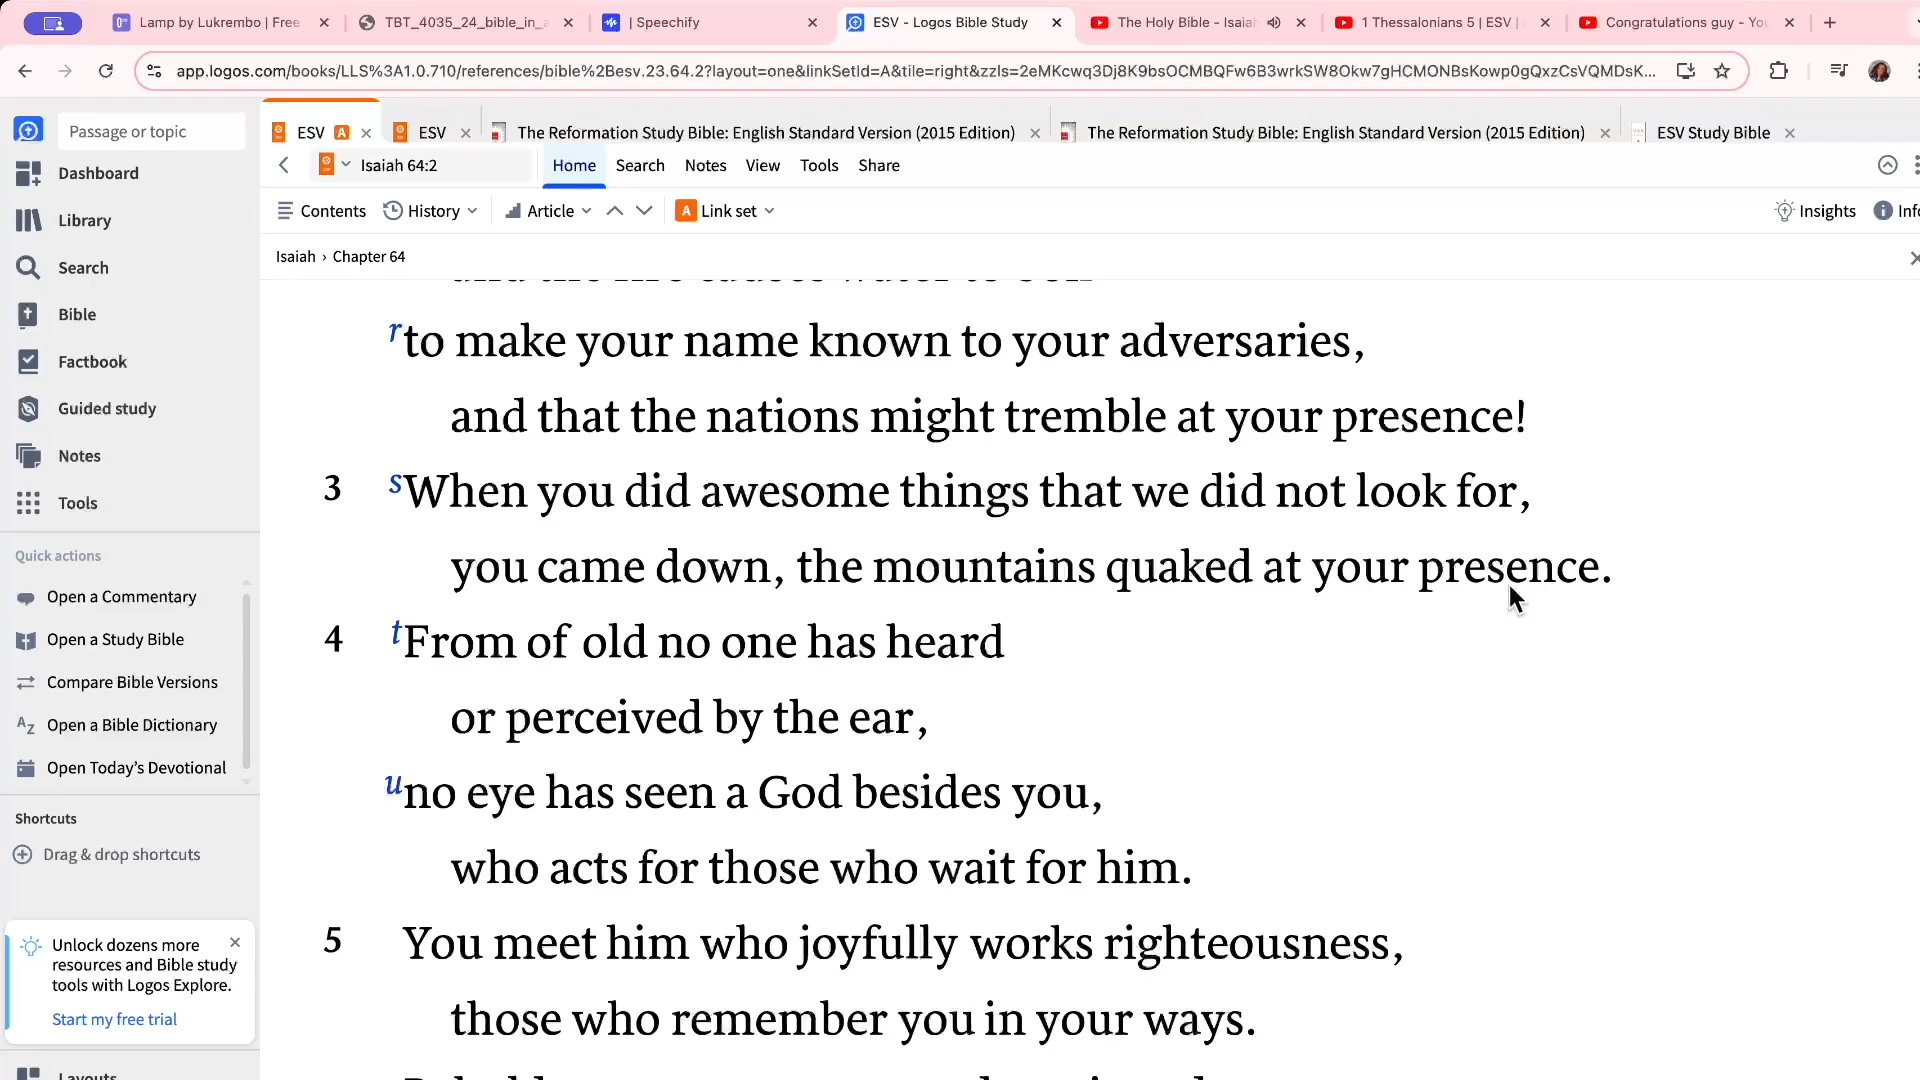 Lamp by Lukrembo | Free
TBT_4035_24_bible_in_a
| Speechify
ESV - Logos Bible Study
The Holy Bible - Isaiah
1 Thessalonians 5 | ESV |
Congratulations guy - You
app.logos.com/books/LLS%3A1.0.710/references/bible%2Besv.23.64.2?layout=one&linkSetId=A&tile=right&zzls=2eMKcwq3Dj8K9bsOCMBQFw6B3wrkSW8Okw7gHCMONBsKowp0gQxzCsVQMDsK...
Passage or topic
ESV A
ESV
The Reformation Study Bible: English Standard Version (2015 Edition)
The Reformation Study Bible: English Standard Version (2015 Edition)
ESV Study Bible
Isaiah 64:2
Home
Search
Notes
View
Tools
Share
Contents
History
Article
A Link set
Insights
Info
Isaiah › Chapter 64
Dashboard
Library
Search
Bible
Factbook
Guided study
Notes
Tools
Quick actions
Open a Commentary
Open a Study Bible
Compare Bible Versions
Open a Bible Dictionary
Open Today's Devotional
Shortcuts
Drag & drop shortcuts
Unlock dozens more
resources and Bible study
tools with Logos Explore.
Start my free trial
Layouts
r to make your name known to your adversaries,
and that the nations might tremble at your presence!
3 s When you did awesome things that we did not look for,
you came down, the mountains quaked at your presence.
4 t From of old no one has heard
or perceived by the ear,
u no eye has seen a God besides you,
who acts for those who wait for him.
5 You meet him who joyfully works righteousness,
those who remember you in your ways.